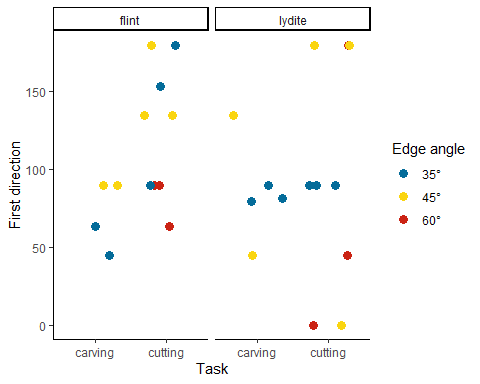 flint lydite
150
100
50
0
First direction
carving cutting carving cutting
Task
Edge angle
35°
45°
60°